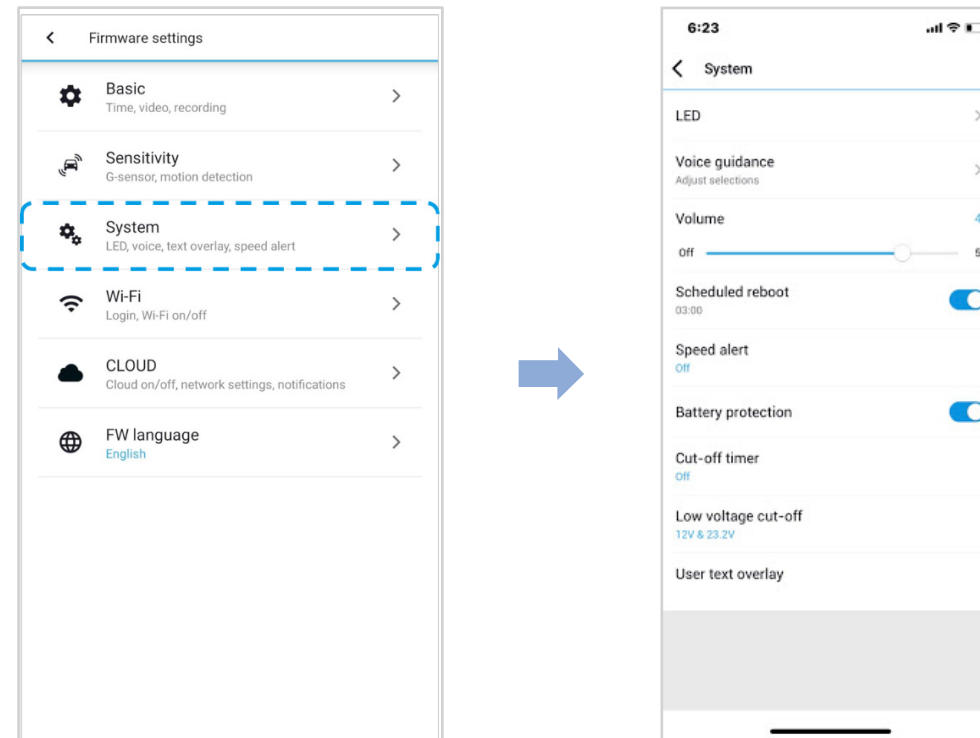 Firmware settings
Basic
Time, video, recording
Sensitivity
G-sensor, motion detection
System
LED, voice, text overlay, speed alert
Wi-Fi
Login, Wi-Fi on/off
CLOUD
Cloud on/off, network settings, notifications
FW language
English
6:23
System
LED
Voice guidance
Adjust selections
Volume
4
Off
5
Scheduled reboot
03:00
Speed alert
Off
Battery protection
Cut-off timer
Off
Low voltage cut-off
12V & 23.2V
User text overlay